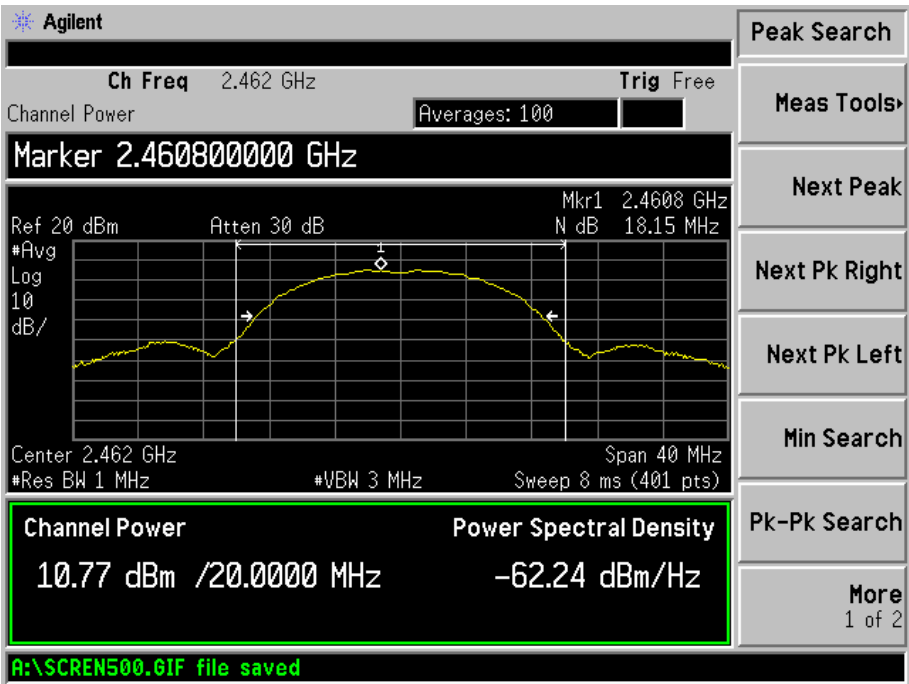 Agilent
Peak Search
Ch Freq 2.462 GHz Trig Free
Channel Power Averages: 100
Meas Tools
Marker 2.460800000 GHz
Next Peak
Mkr1 2.4608 GHz
Ref 20 dBm Atten 30 dB N dB 18.15 MHz
#Avg
Log
10
dB/
1
Next Pk Right
Next Pk Left
Min Search
Center 2.462 GHz Span 40 MHz
#Res BW 1 MHz #VBW 3 MHz Sweep 8 ms (401 pts)
Channel Power Power Spectral Density
Pk-Pk Search
10.77 dBm /20.0000 MHz -62.24 dBm/Hz
More
1 of 2
A:\SCREN500.GIF file saved